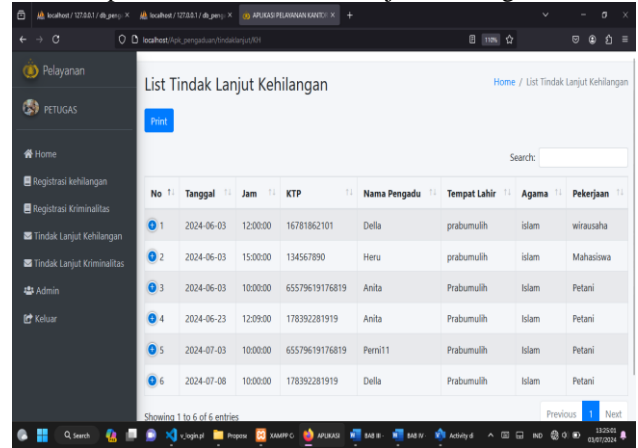 localhost / 127.0.0.1 / db_peng
localhost / 127.0.0.1 / db_peng
APLIKASI PELAYANAN KANTO
localhost/Apk_pengaduan/tindaklanjut/KH
110%
Pelayanan
PETUGAS
Home
Registrasi kehilangan
Registrasi Kriminalitas
Tindak Lanjut Kehilangan
Tindak Lanjut Kriminalitas
Admin
Keluar
List Tindak Lanjut Kehilangan
Home / List Tindak Lanjut Kehilangan
Print
Search:
No Tanggal Jam KTP Nama Pengadu Tempat Lahir Agama Pekerjaan
1 2024-06-03 12:00:00 16781862101 Della prabumulih islam wirausaha
2 2024-06-03 15:00:00 134567890 Heru prabumulih islam Mahasiswa
3 2024-06-03 10:00:00 65579619176819 Anita Prabumulih Islam Petani
4 2024-06-23 12:09:00 178392281919 Anita Prabumulih Islam Petani
5 2024-07-03 10:00:00 65579619176819 Perni11 Prabumulih Islam Petani
6 2024-07-08 10:00:00 178392281919 Della Prabumulih Islam Petani
Showing 1 to 6 of 6 entries
Previous 1 Next
Search
v_login.pl
Propose
XAMPP C
APLIKASI
BAB III -
BAB IV
Activity di
IND
13:25:01
03/07/2024